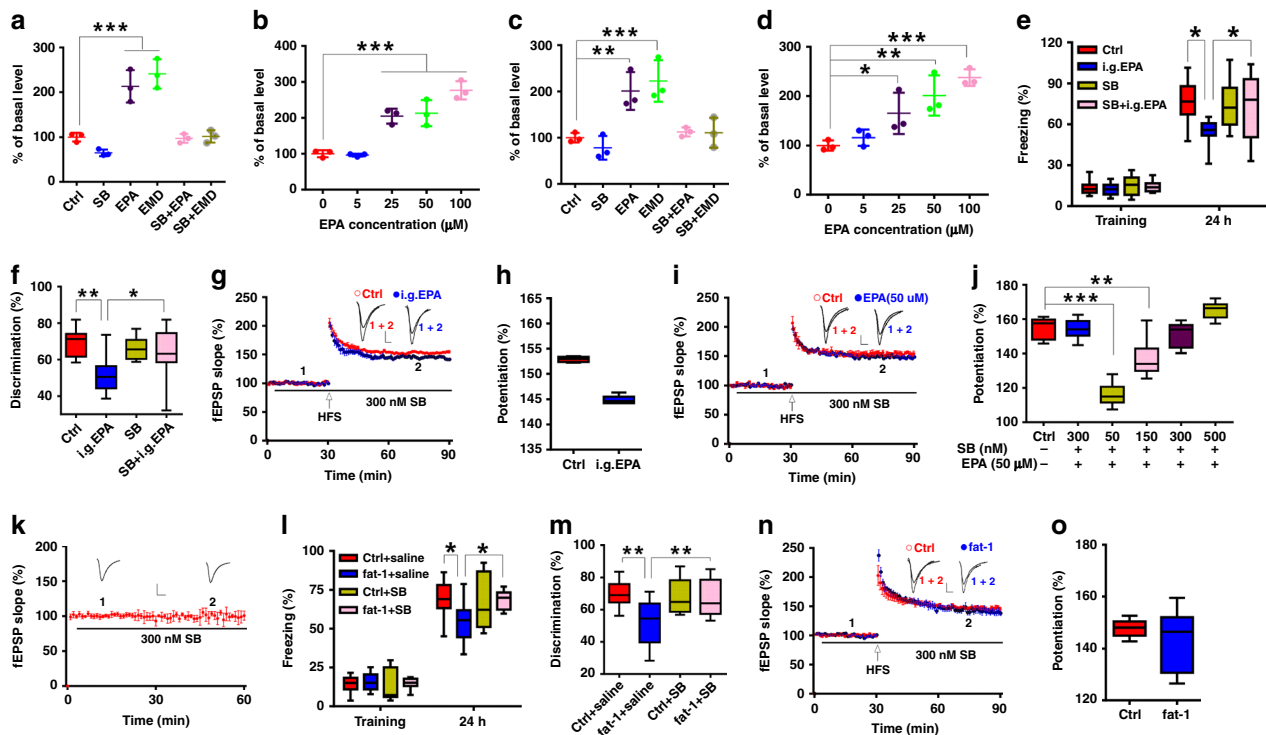 a
% of basal level
300
200
100
0
***
Ctrl
SB
EPA
EMD
SB+EPA
SB+EMD
b
% of basal level
400
300
200
100
0
***
0 5 25 50 100
EPA concentration (µM)
c
% of basal level
300
200
100
0
***
**
Ctrl
SB
EPA
EMD
SB+EPA
SB+EMD
d
% of basal level
300
200
100
0
***
**
*
0 5 25 50 100
EPA concentration (µM)
e
Freezing (%)
120
90
60
30
0
Ctrl
i.g.EPA
SB
SB+i.g.EPA
* *
Training 24 h
f
Discrimination (%)
100
80
60
40
20
** *
Ctrl
i.g.EPA
SB
SB+i.g.EPA
g
fEPSP slope (%)
250
200
150
100
50
Ctrl i.g.EPA
1 + 2 1 + 2
1 2
300 nM SB
HFS
0 30 60 90
Time (min)
h
Potentiation (%)
165
155
145
135
Ctrl i.g.EPA
i
fEPSP slope (%)
250
200
150
100
50
Ctrl EPA(50 uM)
1 + 2 1 + 2
1 2
300 nM SB
HFS
0 30 60 90
Time (min)
j
Potentiation (%)
180
160
140
120
100
**
***
Ctrl 300 50 150 300 500
SB (nM) – + + + + +
EPA (50 µM) – + + + + +
k
fEPSP slope (%)
200
150
100
50
0
1 2
300 nM SB
0 30 60
Time (min)
l
Freezing (%)
100
75
50
25
0
Ctrl+saline
fat-1+saline
Ctrl+SB
fat-1+SB
* *
Training 24 h
m
Discrimination (%)
100
80
60
40
20
** **
Ctrl+saline
fat-1+saline
Ctrl+SB
fat-1+SB
n
fEPSP slope (%)
250
200
150
100
50
Ctrl fat-1
1 + 2 1 + 2
1 2
300 nM SB
HFS
0 30 60 90
Time (min)
o
Potentiation (%)
180
160
140
120
Ctrl fat-1